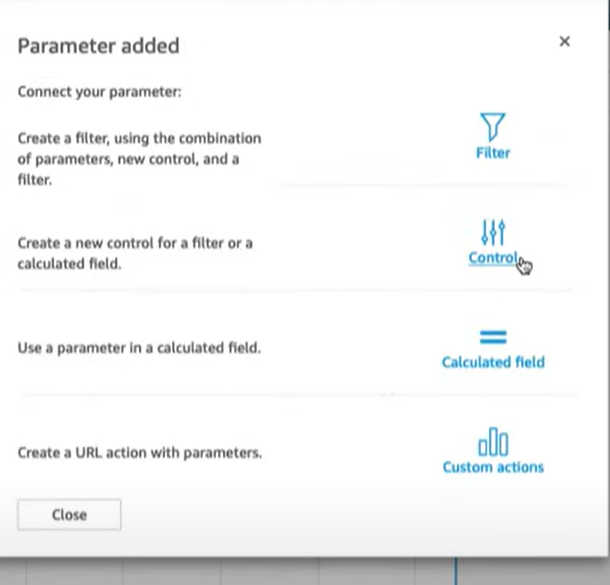 Parameter added
Connect your parameter:
Create a filter, using the combination
of parameters, new control, and a
filter.
Filter
Create a new control for a filter or a
calculated field.
Control
Use a parameter in a calculated field.
Calculated field
Create a URL action with parameters.
Custom actions
Close